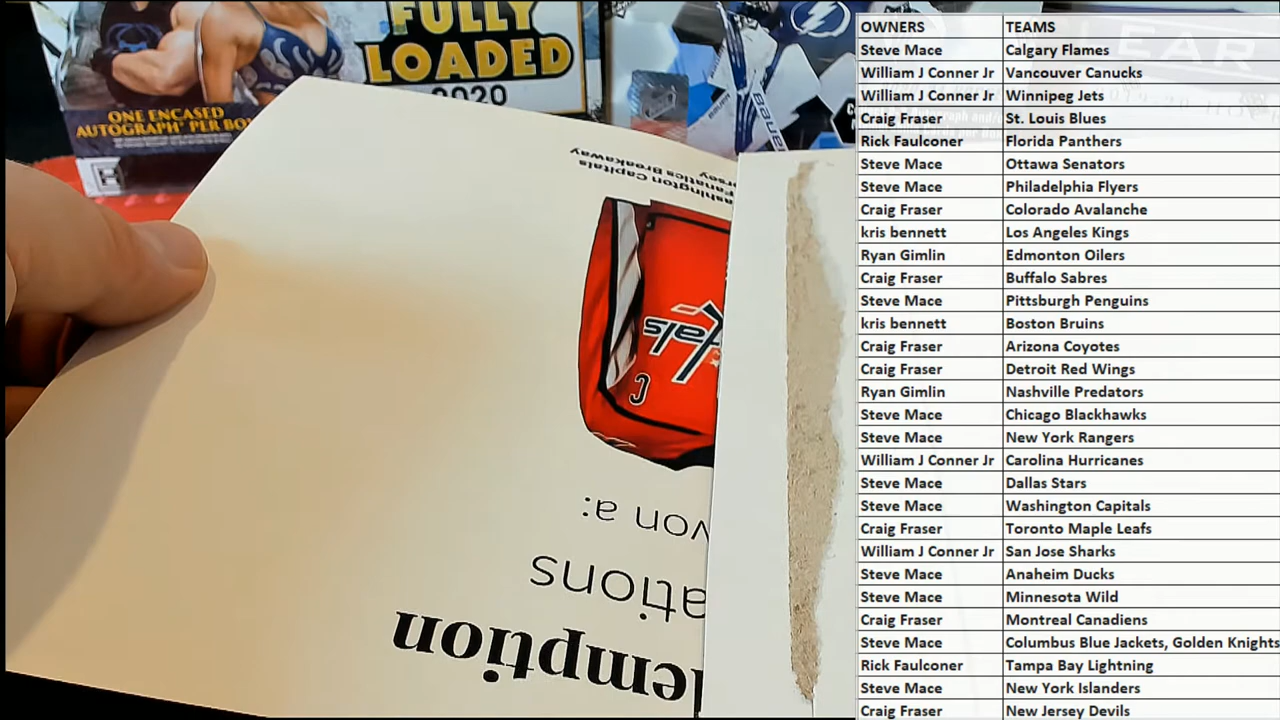 FULLY
LOADED
2020
ONE ENCASED
AUTOGRAPH* PER BOX
Bauer
ashington Capitals
Fanatics Breakaway
ersey
C
von a:
ations
emption
OWNERS TEAMS
Steve Mace Calgary Flames
William J Conner Jr Vancouver Canucks
William J Conner Jr Winnipeg Jets
Craig Fraser St. Louis Blues
Rick Faulconer Florida Panthers
Steve Mace Ottawa Senators
Steve Mace Philadelphia Flyers
Craig Fraser Colorado Avalanche
kris bennett Los Angeles Kings
Ryan Gimlin Edmonton Oilers
Craig Fraser Buffalo Sabres
Steve Mace Pittsburgh Penguins
kris bennett Boston Bruins
Craig Fraser Arizona Coyotes
Craig Fraser Detroit Red Wings
Ryan Gimlin Nashville Predators
Steve Mace Chicago Blackhawks
Steve Mace New York Rangers
William J Conner Jr Carolina Hurricanes
Steve Mace Dallas Stars
Steve Mace Washington Capitals
Craig Fraser Toronto Maple Leafs
William J Conner Jr San Jose Sharks
Steve Mace Anaheim Ducks
Steve Mace Minnesota Wild
Craig Fraser Montreal Canadiens
Steve Mace Columbus Blue Jackets, Golden Knights
Rick Faulconer Tampa Bay Lightning
Steve Mace New York Islanders
Craig Fraser New Jersey Devils